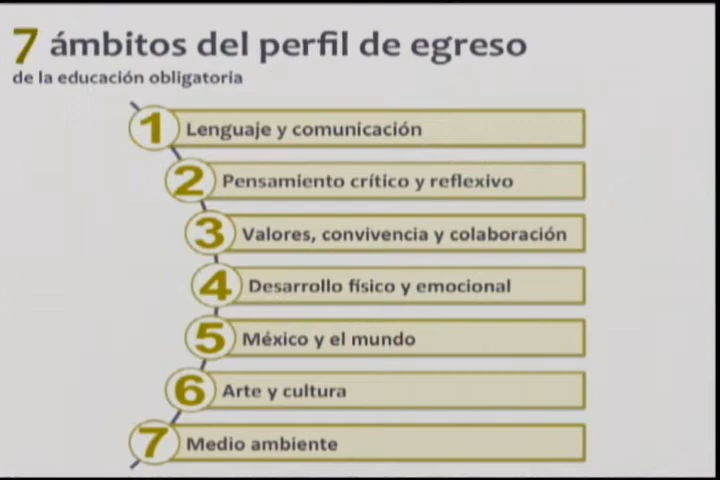 7 ámbitos del perfil de egreso
de la educación obligatoria
1 Lenguaje y comunicación
2 Pensamiento crítico y reflexivo
3 Valores, convivencia y colaboración
4 Desarrollo físico y emocional
5 México y el mundo
6 Arte y cultura
7 Medio ambiente